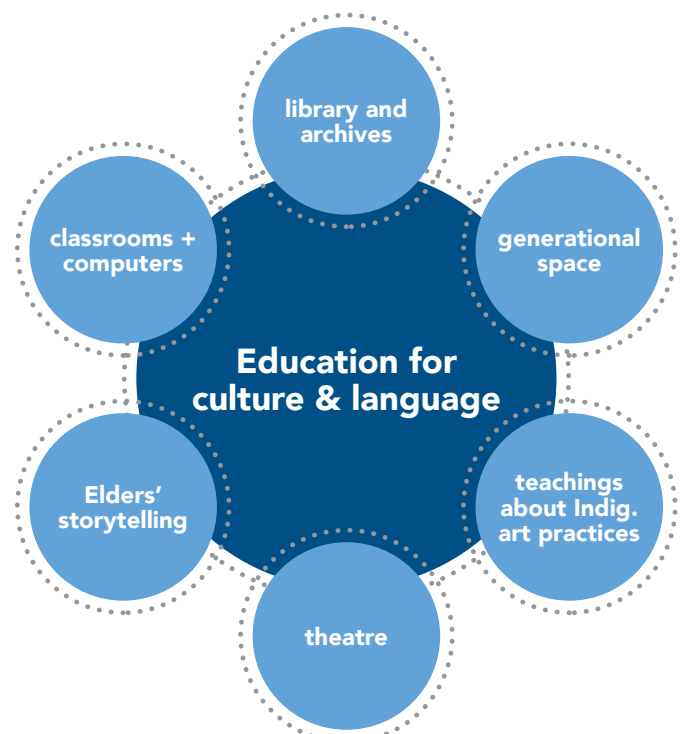 library and
archives
classrooms +
computers
generational
space
Education for
culture & language
Elders’
storytelling
teachings
about Indig.
art practices
theatre